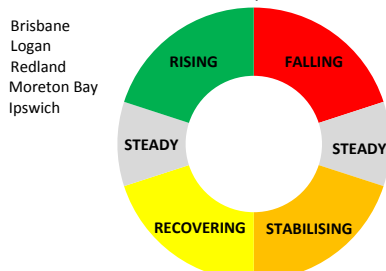 Brisbane
Logan
Redland
Moreton Bay
Ipswich
RISING
FALLING
STEADY
STEADY
RECOVERING
STABILISING